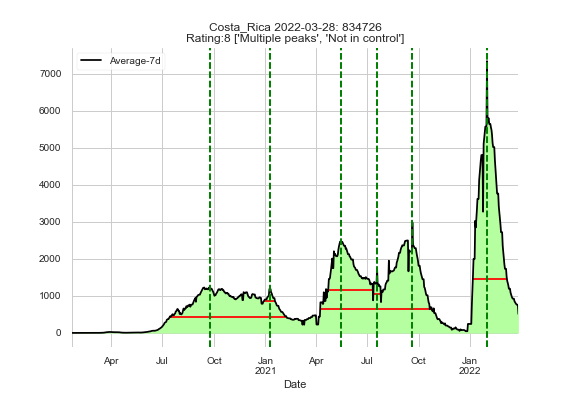 Costa_Rica 2022-03-28: 834726
Rating:8 ['Multiple peaks', 'Not in control']
Average-7d
7000
6000
5000
4000
3000
2000
1000
0
Apr Jul Oct Jan Apr Jul Oct Jan
2021 2022
Date